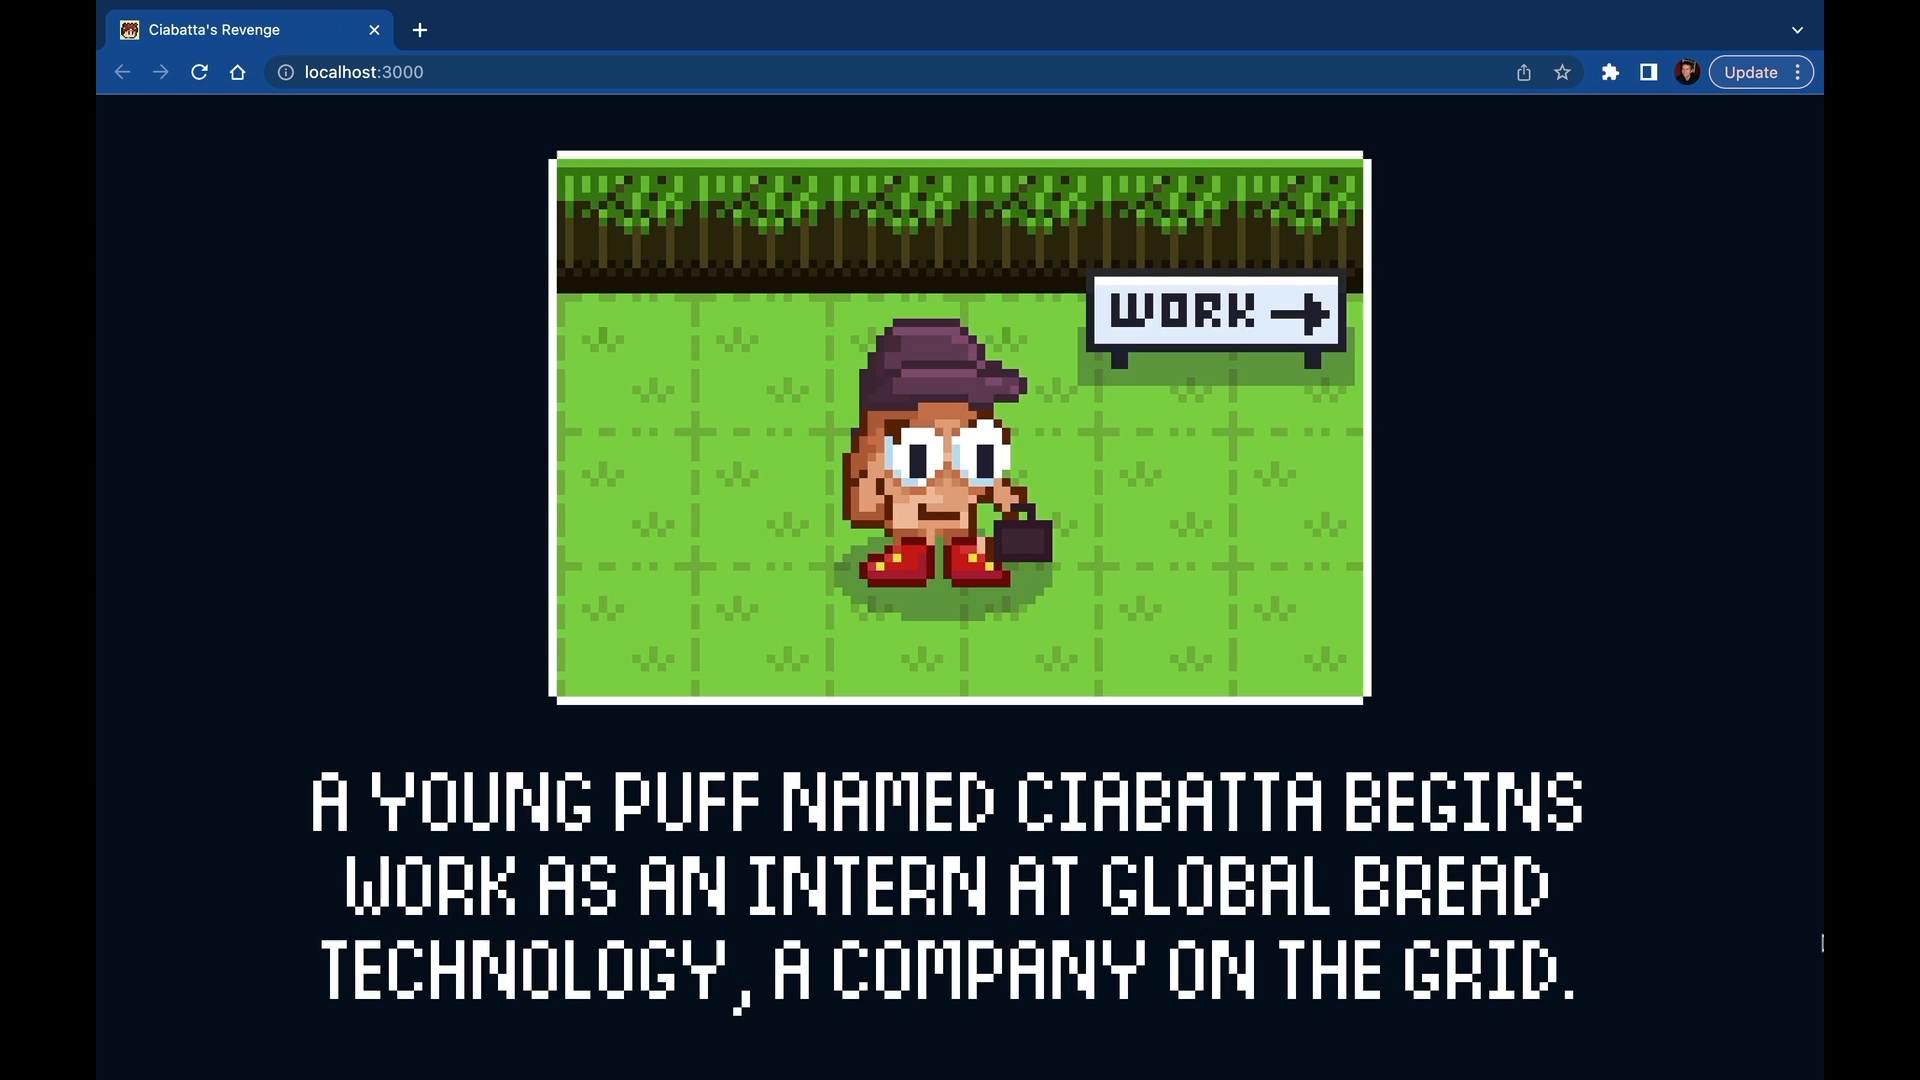 Ciabatta's Revenge
localhost:3000
Update
WORK →
A YOUNG PUFF NAMED CIABATTA BEGINS
WORK AS AN INTERN AT GLOBAL BREAD
TECHNOLOGY, A COMPANY ON THE GRID.